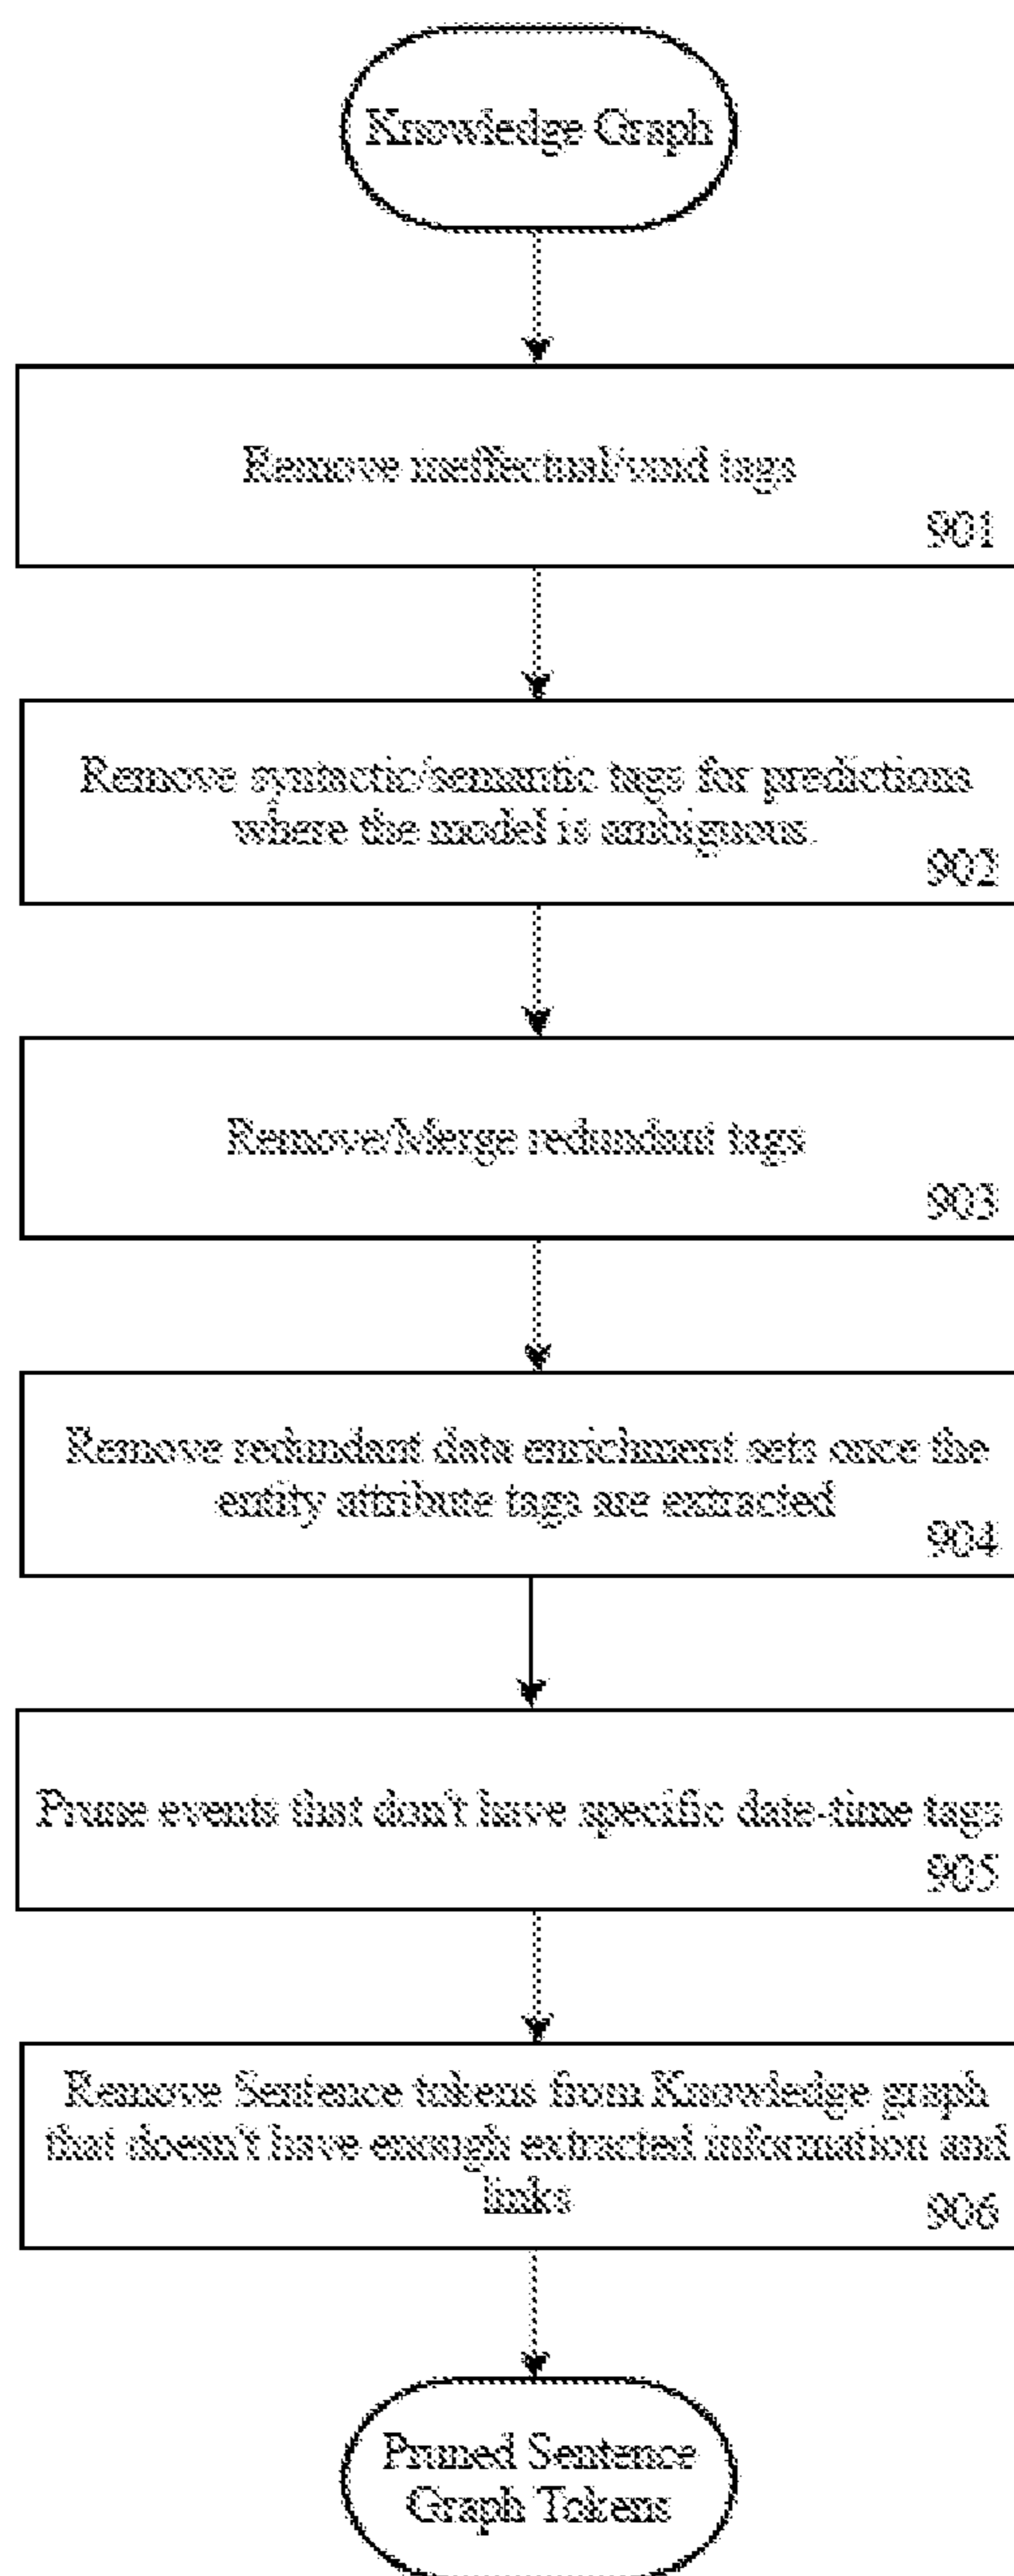 Knowledge Graph
Remove ineffectual/void tags
901
Remove syntactic/semantic tags for predictions
where the model is ambiguous.
902
Remove/Merge redundant tags
903
Remove redundant data enrichment sets once the
entity attribute tags are extracted
904
Prune events that don't have specific date-time tags
905
Remove Sentence tokens from Knowledge graph
that doesn't have enough extracted information and
links
906
Pruned Sentence
Graph Tokens